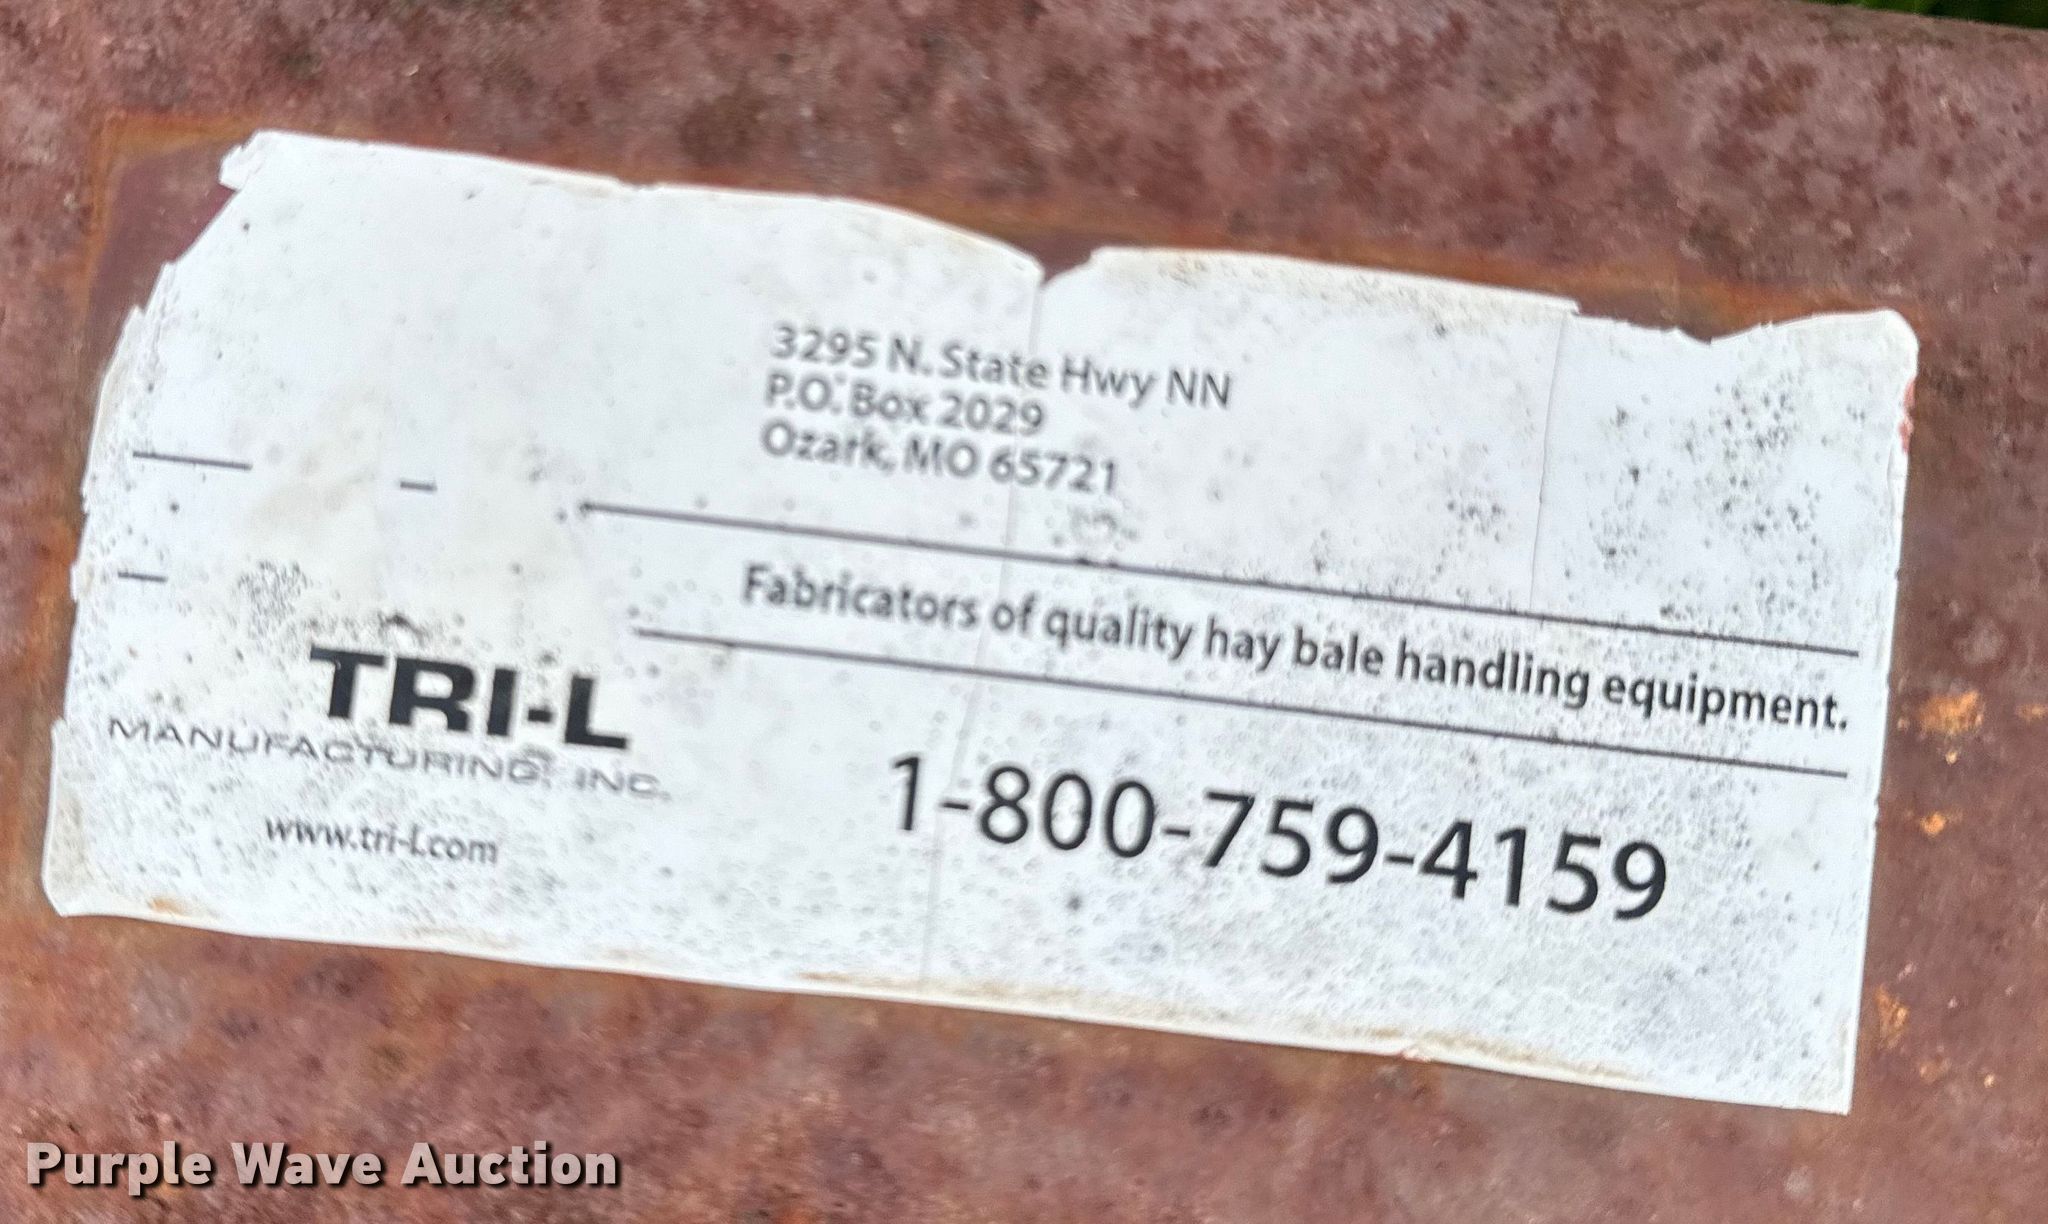 3295 N. State Hwy NN
P.O. Box 2029
Ozark, MO 65721
Fabricators of quality hay bale handling equipment.
TRI-L
MANUFACTURING, INC.
www.tri-l.com
1-800-759-4159
Purple Wave Auction